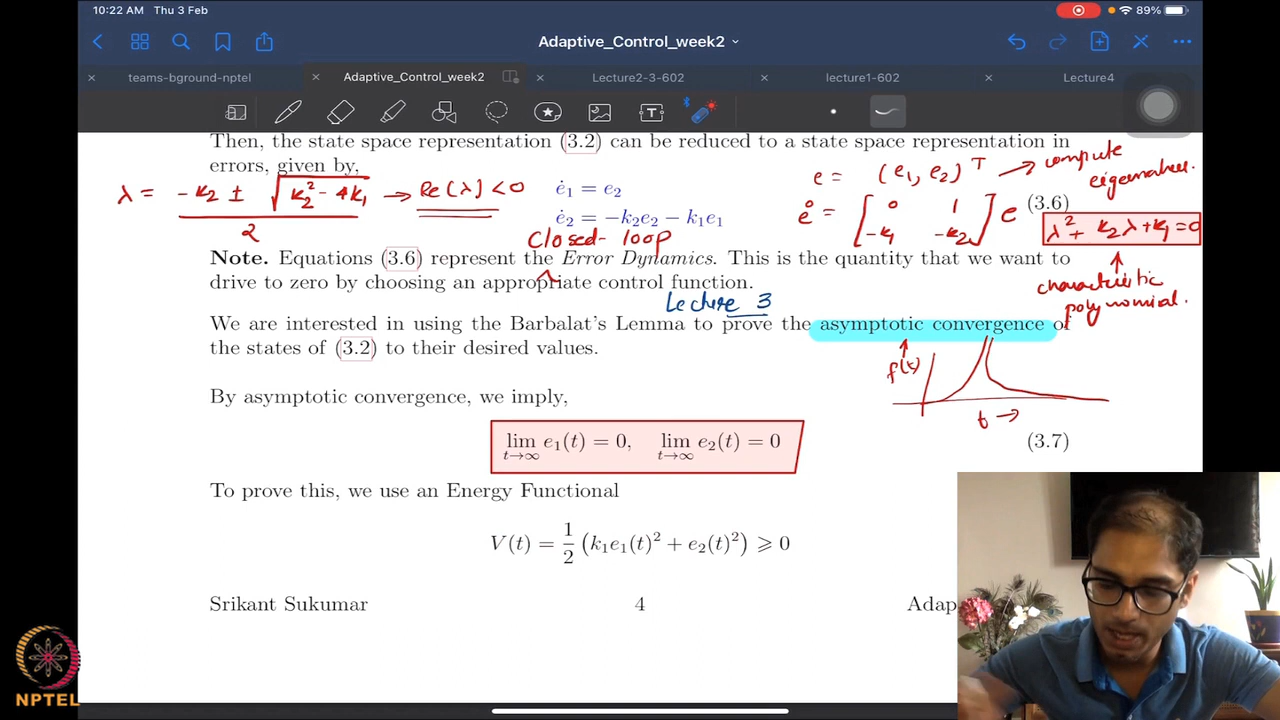 10:22 AM Thu 3 Feb
89%
Adaptive_Control_week2
teams-bground-nptel
Adaptive_Control_week2
Lecture2-3-602
lecture1-602
Lecture4
Then, the state space representation (3.2) can be reduced to a state space representation in
errors, given by,
λ = -k₂ ± √k₂² - 4k₁ / 2 → Re(λ) < 0
ė₁ = e₂
ė₂ = −k₂e₂ − k₁e₁
(3.6)
e = (e₁, e₂)ᵀ → compute
eigenvalues.
ė = [0 1; -k₁ -k₂] e
λ² + k₂λ + k₁ = 0
↑
characteristic
polynomial.
closed-loop
Note. Equations (3.6) represent the Error Dynamics. This is the quantity that we want to
drive to zero by choosing an appropriate control function.
Lecture 3
We are interested in using the Barbalat's Lemma to prove the asymptotic convergence of
the states of (3.2) to their desired values.
f(t)
t →
By asymptotic convergence, we imply,
lim t→∞ e₁(t) = 0, lim t→∞ e₂(t) = 0
(3.7)
To prove this, we use an Energy Functional
V(t) = 1/2 (k₁e₁(t)² + e₂(t)²) ⩾ 0
Srikant Sukumar
4
Adap
NPTEL